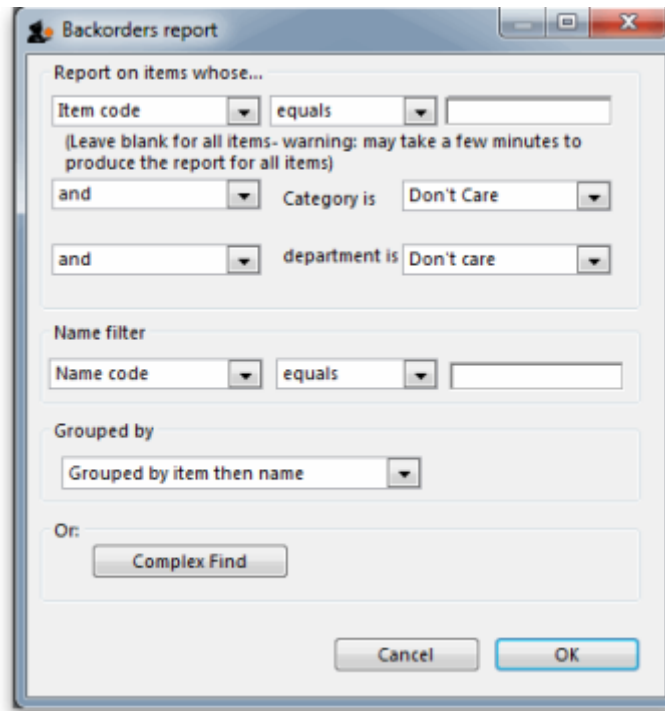 Backorders report
Report on items whose...
Item code equals
(Leave blank for all items- warning: may take a few minutes to
produce the report for all items)
and Category is Don't Care
and department is Don't care
Name filter
Name code equals
Grouped by
Grouped by item then name
Or:
Complex Find
Cancel OK